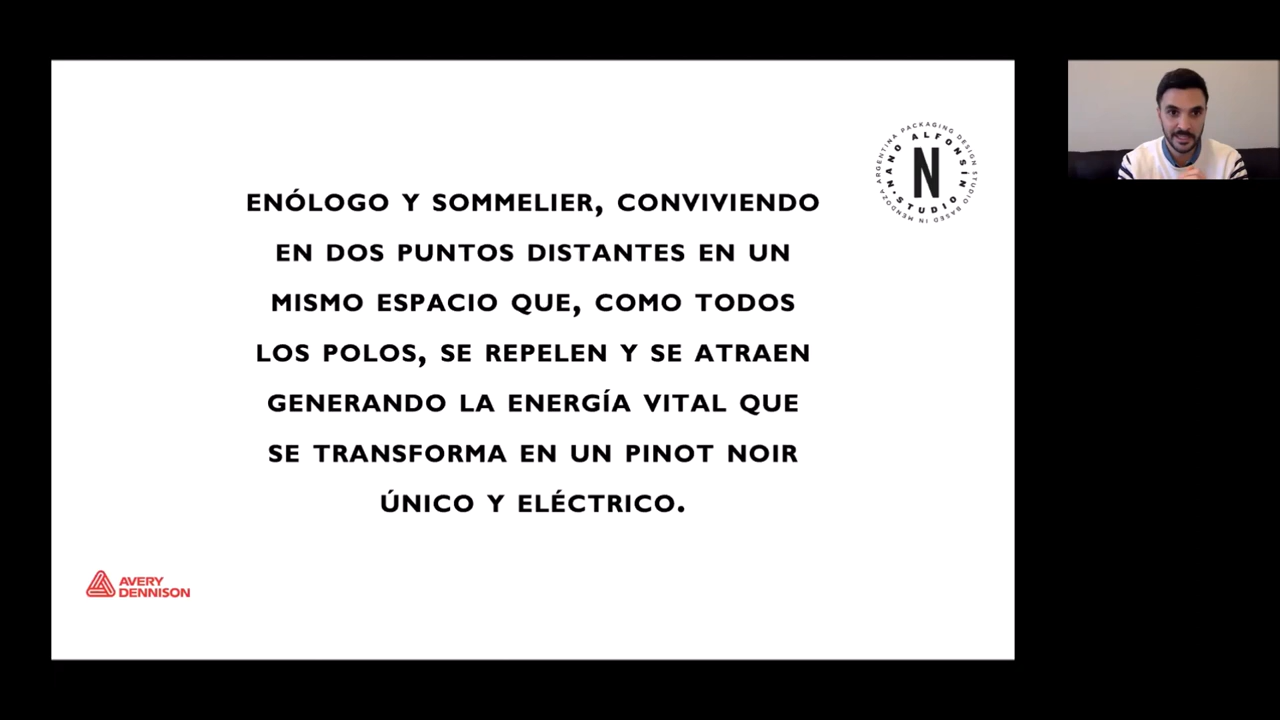 ENÓLOGO Y SOMMELIER, CONVIVIENDO
EN DOS PUNTOS DISTANTES EN UN
MISMO ESPACIO QUE, COMO TODOS
LOS POLOS, SE REPELEN Y SE ATRAEN
GENERANDO LA ENERGÍA VITAL QUE
SE TRANSFORMA EN UN PINOT NOIR
ÚNICO Y ELÉCTRICO.
ARGENTINA PACKAGING DESIGN STUDIO BASED IN MENDOZA
NANO ALFONSÍN
• STUDIO •
N
AVERY
DENNISON